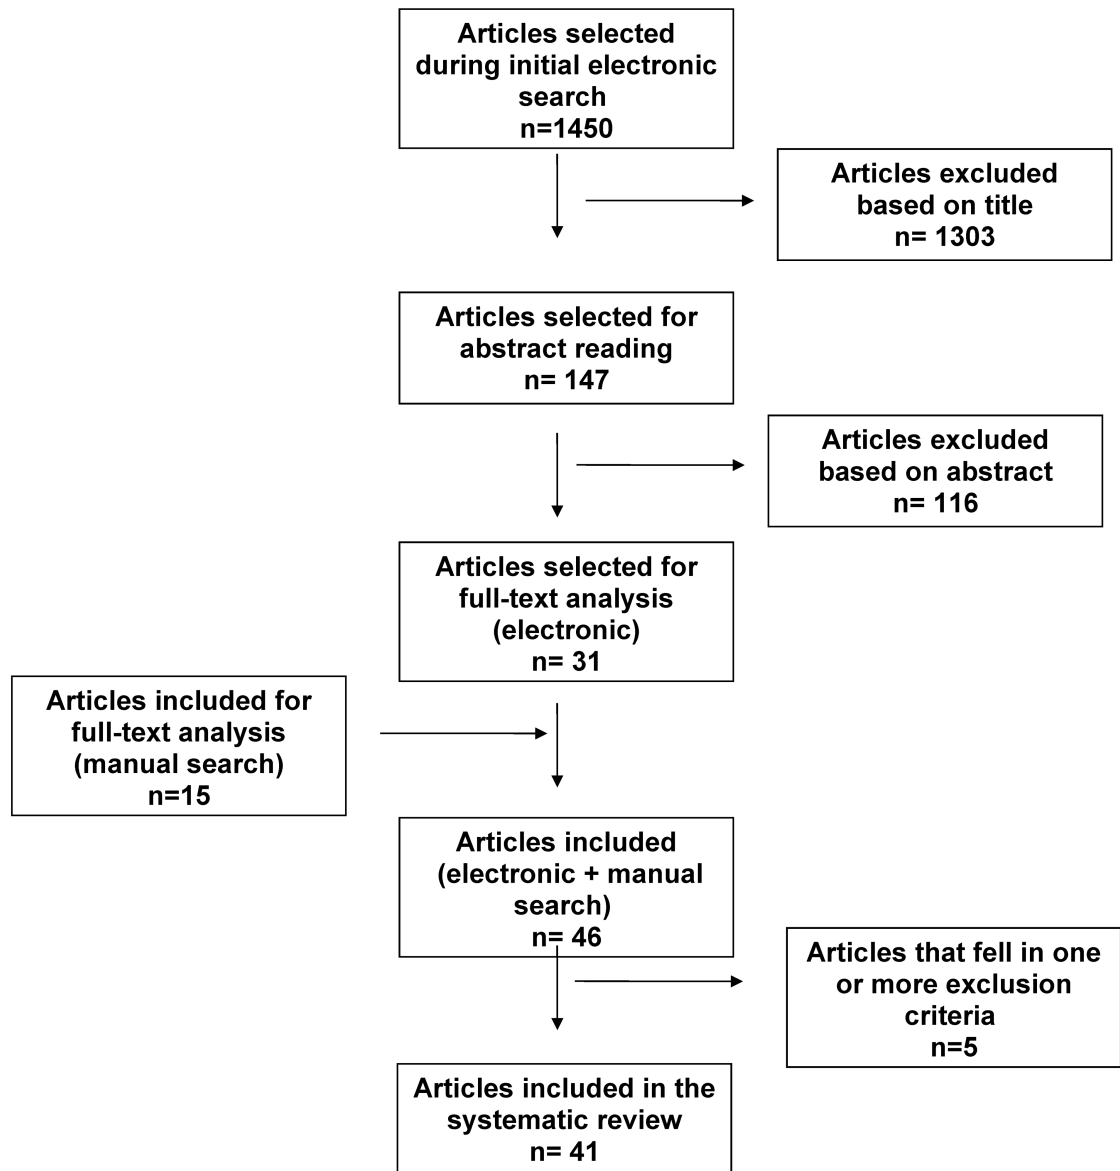 Articles selected
during initial electronic
search
n=1450
Articles excluded
based on title
n= 1303
Articles selected for
abstract reading
n= 147
Articles excluded
based on abstract
n= 116
Articles selected for
full-text analysis
(electronic)
n= 31
Articles included for
full-text analysis
(manual search)
n=15
Articles included
(electronic + manual
search)
n= 46
Articles that fell in one
or more exclusion
criteria
n=5
Articles included in the
systematic review
n= 41